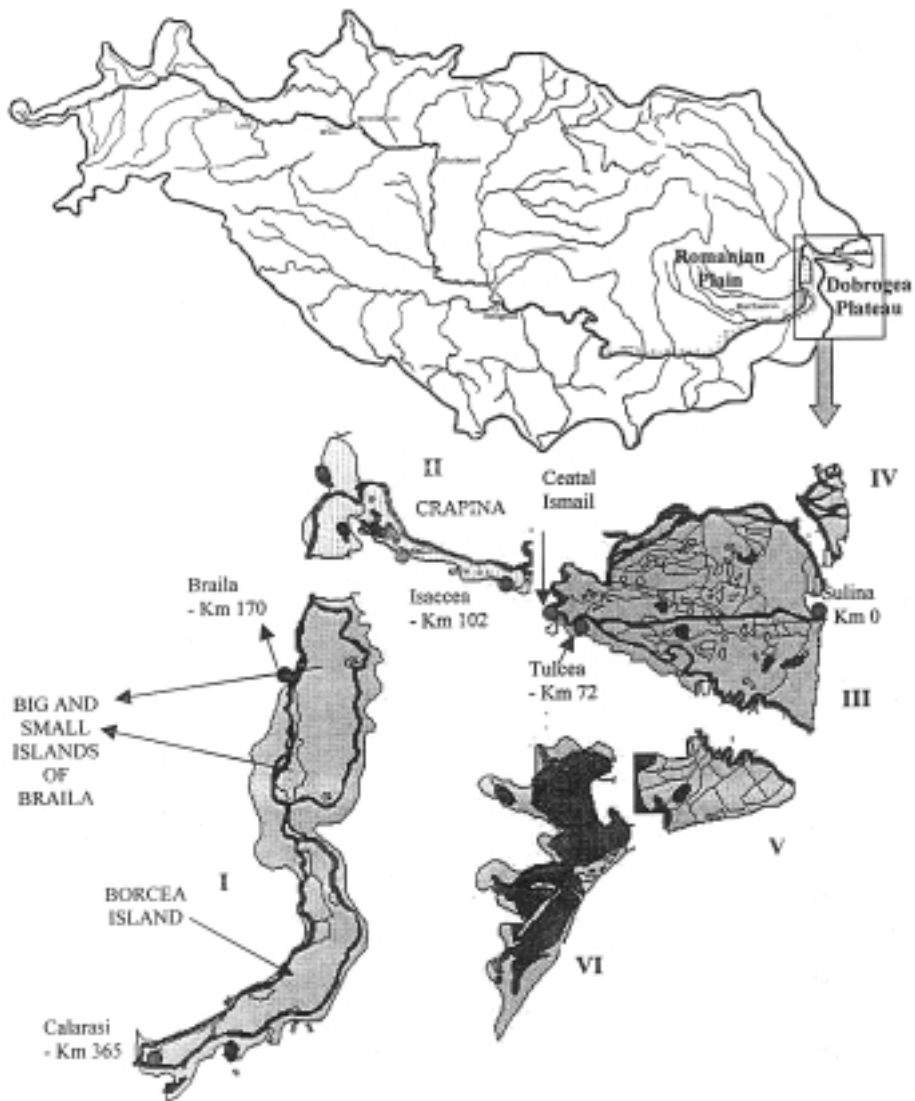 Romanian
Plain
Dobrogea
Plateau
II
CRAPINA
Ceatal
Ismail
IV
Braila
- Km 170
Isaccea
- Km 102
Sulina
Km 0
Tulcea
- Km 72
III
BIG AND
SMALL
ISLANDS
OF
BRAILA
V
I
BORCEA
ISLAND
VI
Calarasi
- Km 365